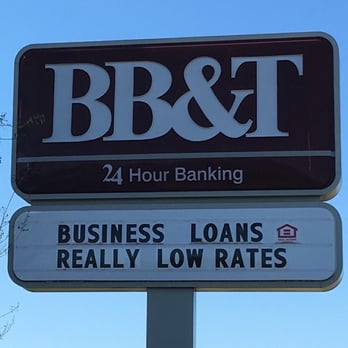 BB&T
24 Hour Banking
BUSINESS LOANS
REALLY LOW RATES